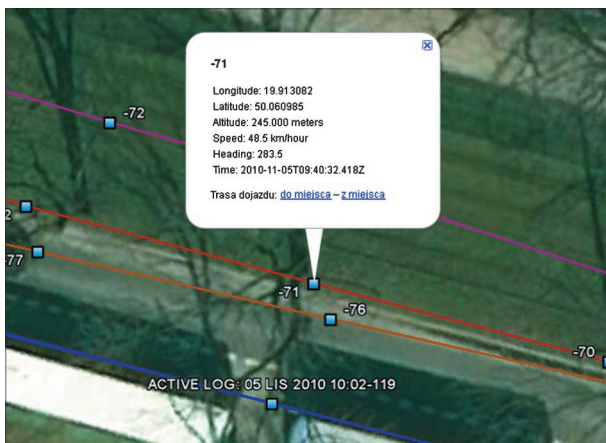 -71
Longitude: 19.913082
Latitude: 50.060985
Altitude: 245.000 meters
Speed: 48.5 km/hour
Heading: 283.5
Time: 2010-11-05T09:40:32.418Z
Trasa dojazdu: do miejsca – z miejsca
-72
2
-77
-71
-76
-70
ACTIVE LOG: 05 LIS 2010 10:02-119